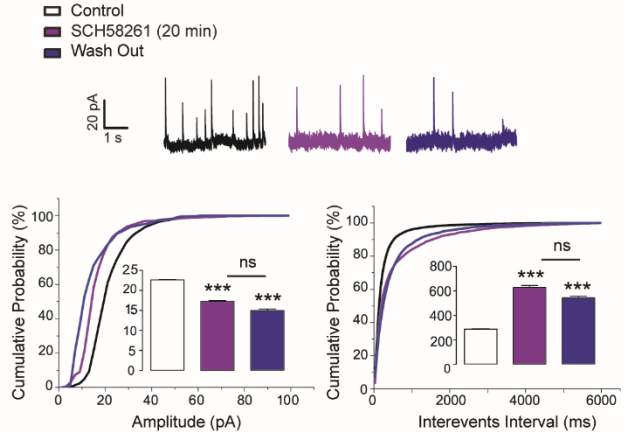 Control
SCH58261 (20 min)
Wash Out
20 pA
1 s
Cumulative Probability (%)
100
80
60
40
20
0
0 20 40 60 80 100
Amplitude (pA)
25
20
15
10
5
0
***
***
ns
Cumulative Probability (%)
100
80
60
40
20
0
0 2000 4000 6000
Interevents Interval (ms)
800
600
400
200
0
***
***
ns